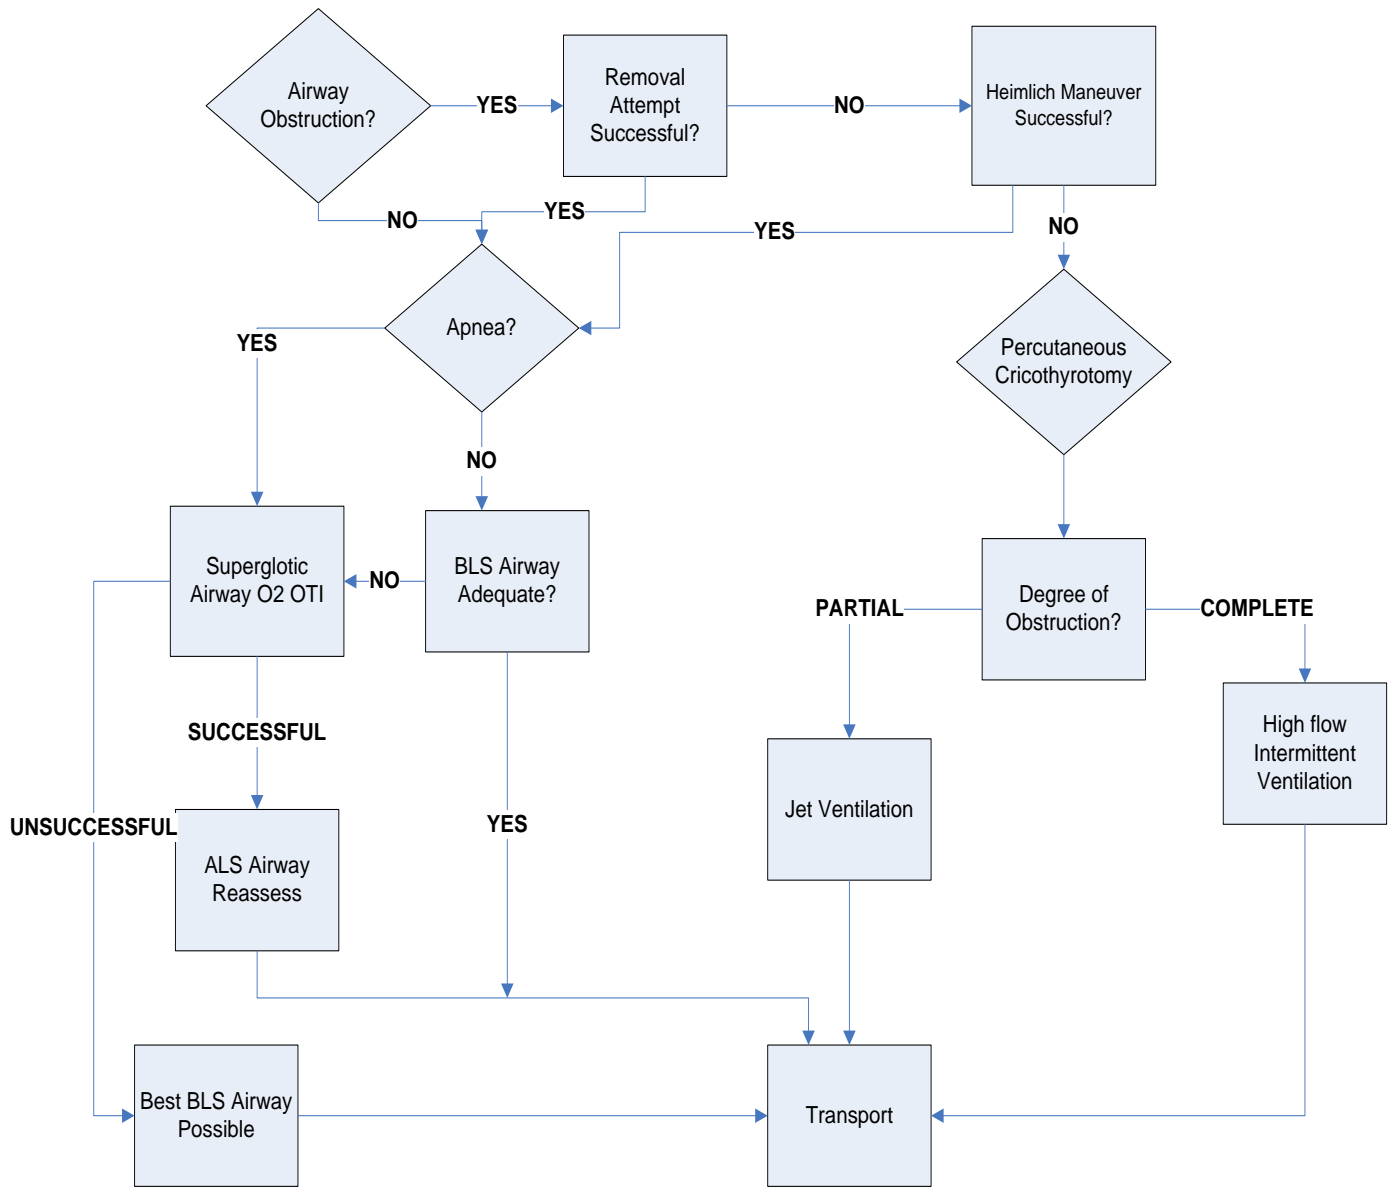 Airway
Obstruction?
YES
Removal
Attempt
Successful?
NO
Heimlich Maneuver
Successful?
NO
YES
YES
NO
Apnea?
YES
Percutaneous
Cricothyrotomy
NO
Superglotic
Airway O2 OTI
NO
BLS Airway
Adequate?
PARTIAL
Degree of
Obstruction?
COMPLETE
SUCCESSFUL
High flow
Intermittent
Ventilation
UNSUCCESSFUL
YES
Jet Ventilation
ALS Airway
Reassess
Best BLS Airway
Possible
Transport